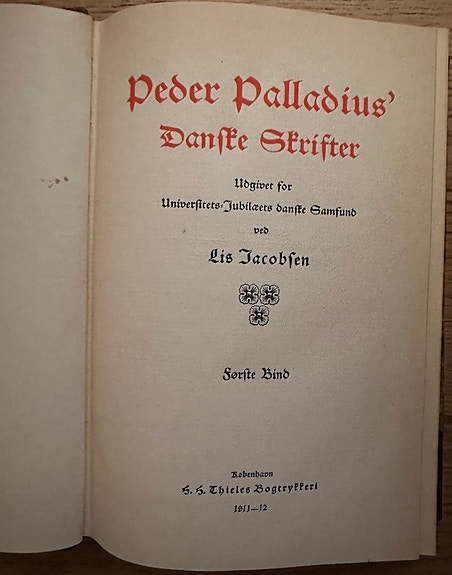 Peder Palladius'
Danske Skrifter
Udgivet for
Universitets-Jubilæets danske Samfund
ved
Lis Jacobsen
Første Bind
København
H. H. Thieles Bogtrykkeri
1911—12